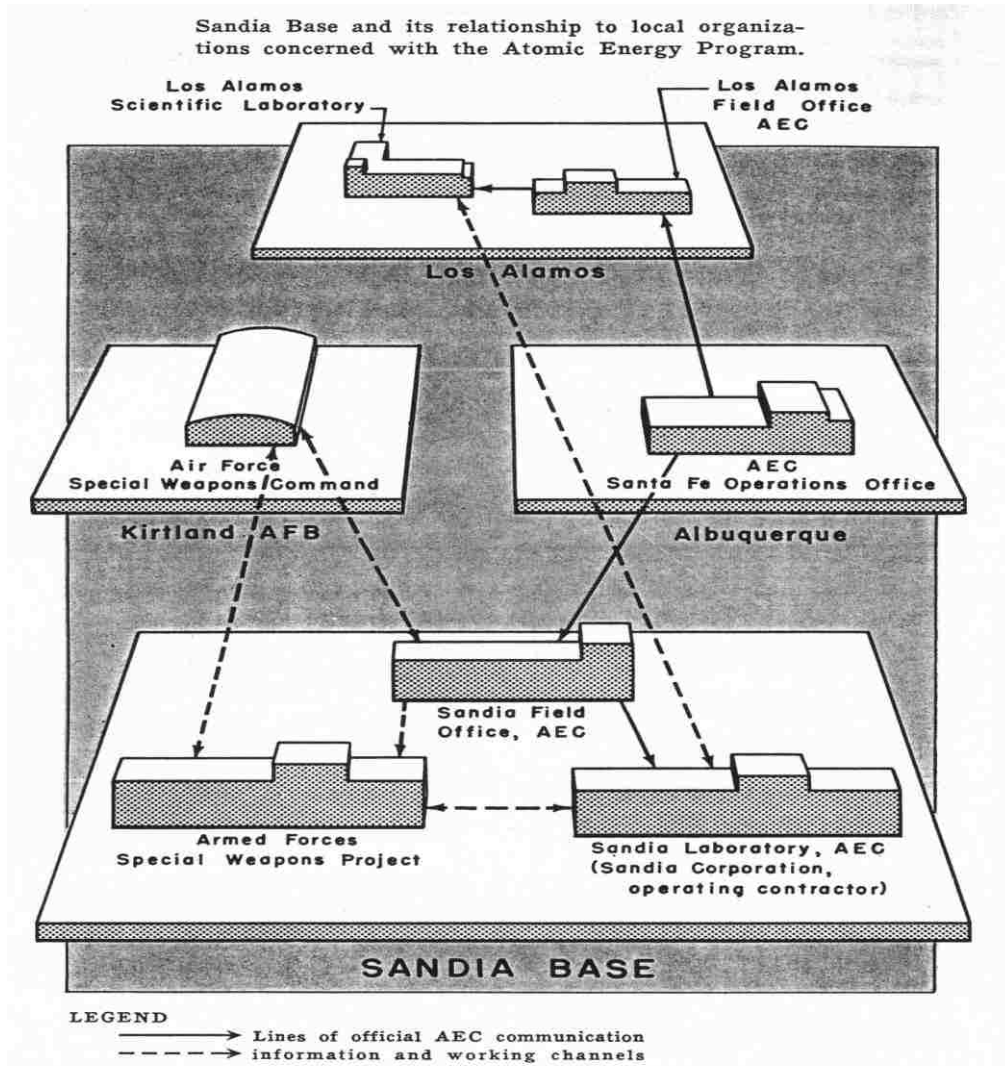 Sandia Base and its relationship to local organiza-
tions concerned with the Atomic Energy Program.
Los Alamos
Scientific Laboratory
Los Alamos
Field Office
AEC
Los Alamos
Air Force
Special Weapons Command
Kirtland AFB
AEC
Santa Fe Operations Office
Albuquerque
Sandia Field
Office, AEC
Armed Forces
Special Weapons Project
Sandia Laboratory, AEC
(Sandia Corporation,
operating contractor)
SANDIA BASE
LEGEND
Lines of official AEC communication
information and working channels